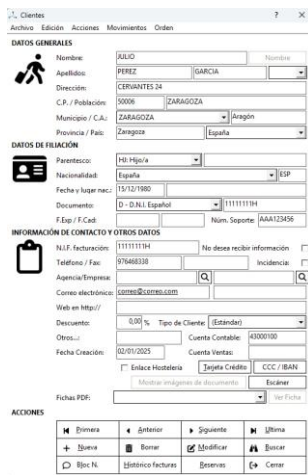 Clientes ? ×
Archivo Edición Acciones Movimientos Orden
DATOS GENERALES
Nombre: JULIO Nombre
Apellidos: PEREZ GARCIA
Dirección: CERVANTES 24
C.P. / Población: 50006 ZARAGOZA
Municipio / C.A.: ZARAGOZA Aragón
Provincia / País: Zaragoza España
DATOS DE FILIACIÓN
Parentesco: HJ: Hijo/a
Nacionalidad: España ESP
Fecha y lugar nac.: 15/12/1980
Documento: D - D.N.I. Español 11111111H
F.Exp / F.Cad: Núm. Soporte AAA123456
INFORMACIÓN DE CONTACTO Y OTROS DATOS
N.I.F. facturación: 11111111H No desea recibir información
Teléfono / Fax: 976468338 Incidencia:
Agencia/Empresa:
Correo electrónico: correo@correo.com
Web en http://
Descuento: 0,00 % Tipo de Cliente: (Estándar)
Otros...: Cuenta Contable: 43000100
Fecha Creación: 02/01/2025 Cuenta Ventas:
Enlace Hostelería Tarjeta Crédito CCC / IBAN
Mostrar imágenes de documento Escáner
Fichas PDF: Ver Ficha
ACCIONES
Primera Anterior Siguiente Ultima
Nueva Borrar Modificar Buscar
Bloc N. Histórico facturas Reservas Cerrar